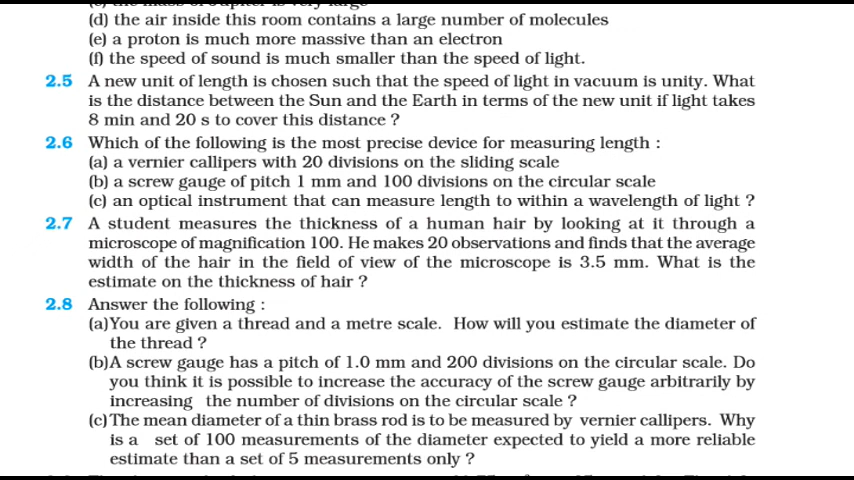 (d) the air inside this room contains a large number of molecules
(e) a proton is much more massive than an electron
(f) the speed of sound is much smaller than the speed of light.
2.5 A new unit of length is chosen such that the speed of light in vacuum is unity. What
is the distance between the Sun and the Earth in terms of the new unit if light takes
8 min and 20 s to cover this distance ?
2.6 Which of the following is the most precise device for measuring length :
(a) a vernier callipers with 20 divisions on the sliding scale
(b) a screw gauge of pitch 1 mm and 100 divisions on the circular scale
(c) an optical instrument that can measure length to within a wavelength of light ?
2.7 A student measures the thickness of a human hair by looking at it through a
microscope of magnification 100. He makes 20 observations and finds that the average
width of the hair in the field of view of the microscope is 3.5 mm. What is the
estimate on the thickness of hair ?
2.8 Answer the following :
(a)You are given a thread and a metre scale. How will you estimate the diameter of
the thread ?
(b)A screw gauge has a pitch of 1.0 mm and 200 divisions on the circular scale. Do
you think it is possible to increase the accuracy of the screw gauge arbitrarily by
increasing the number of divisions on the circular scale ?
(c)The mean diameter of a thin brass rod is to be measured by vernier callipers. Why
is a set of 100 measurements of the diameter expected to yield a more reliable
estimate than a set of 5 measurements only ?